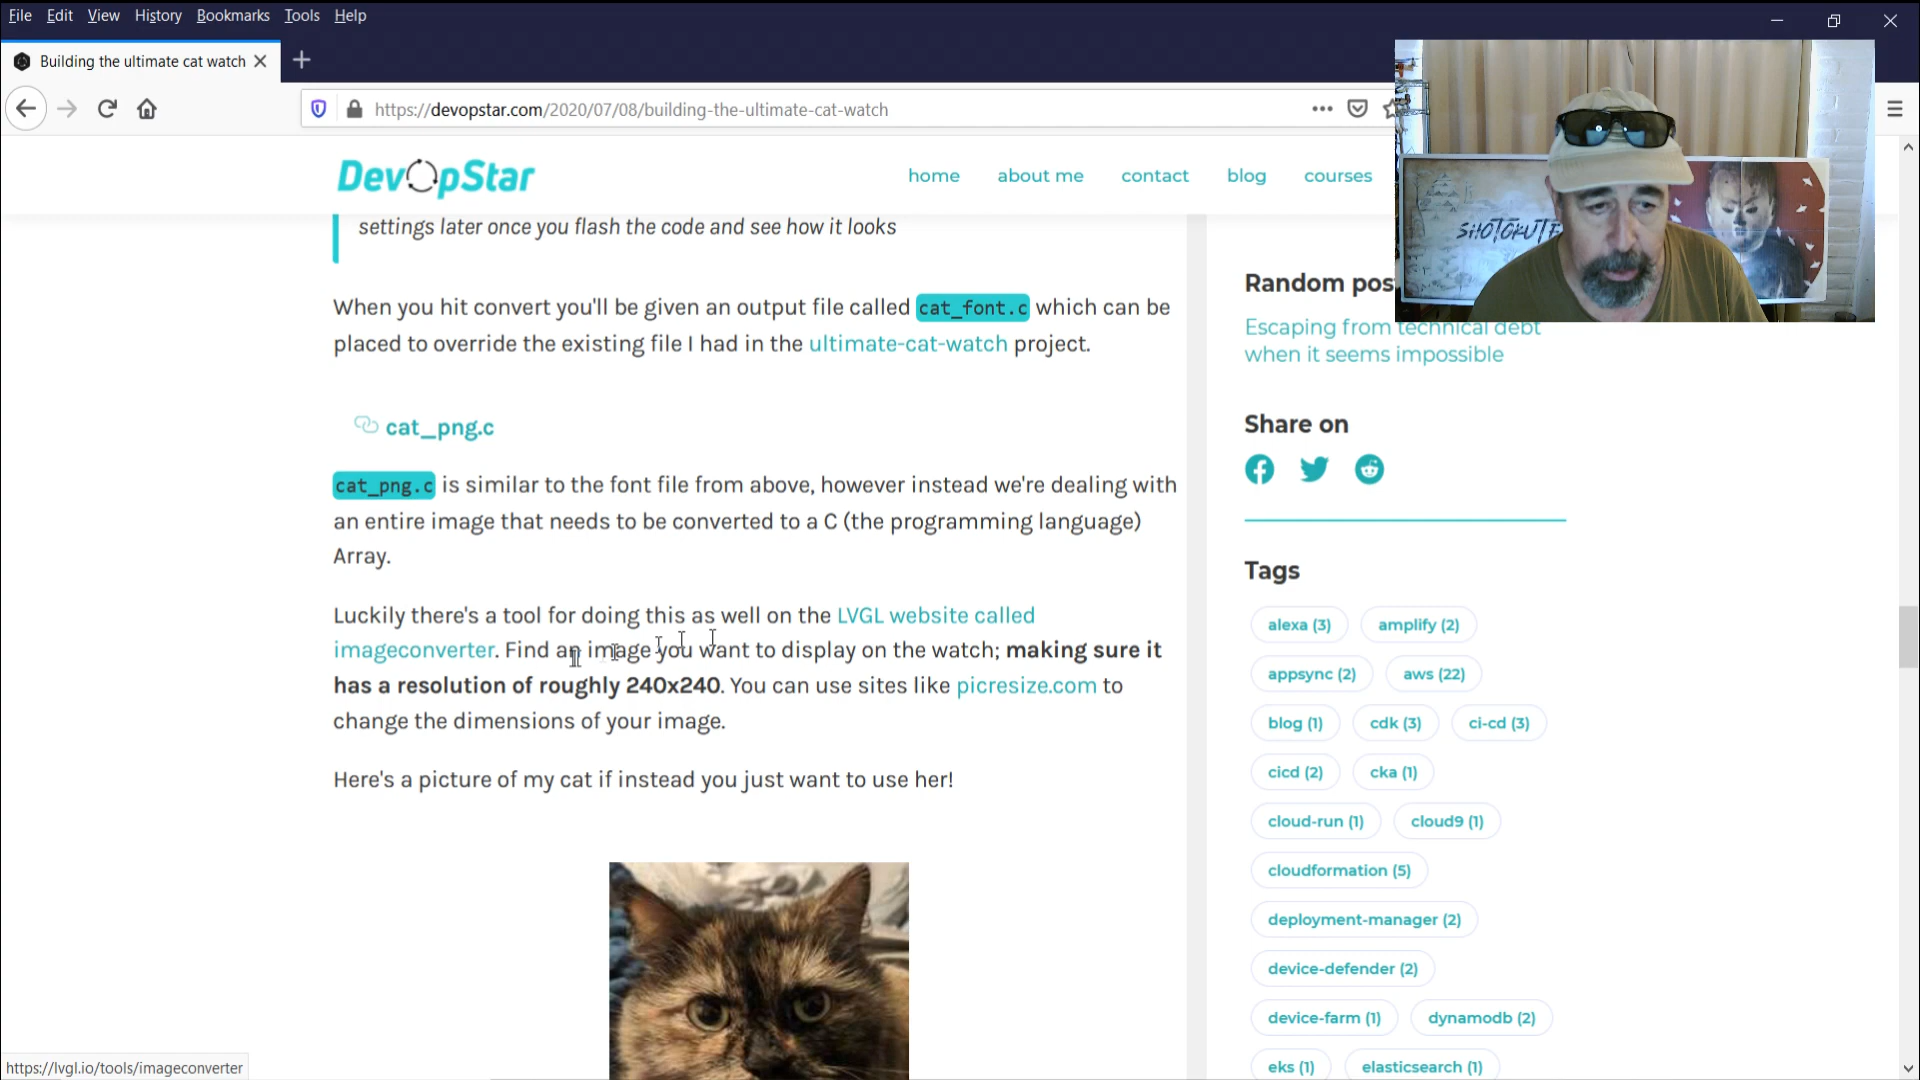 File Edit View History Bookmarks Tools Help
Building the ultimate cat watch
https://devopstar.com/2020/07/08/building-the-ultimate-cat-watch
DevOpStar
home about me contact blog courses
settings later once you flash the code and see how it looks
When you hit convert you'll be given an output file called cat_font.c which can be
placed to override the existing file I had in the ultimate-cat-watch project.
cat_png.c
cat_png.c is similar to the font file from above, however instead we're dealing with
an entire image that needs to be converted to a C (the programming language)
Array.
Luckily there's a tool for doing this as well on the LVGL website called
imageconverter. Find an image you want to display on the watch; making sure it
has a resolution of roughly 240x240. You can use sites like picresize.com to
change the dimensions of your image.
Here's a picture of my cat if instead you just want to use her!
Random pos
Escaping from technical debt
when it seems impossible
Share on
Tags
alexa (3) amplify (2)
appsync (2) aws (22)
blog (1) cdk (3) ci-cd (3)
cicd (2) cka (1)
cloud-run (1) cloud9 (1)
cloudformation (5)
deployment-manager (2)
device-defender (2)
device-farm (1) dynamodb (2)
eks (1) elasticsearch (1)
https://lvgl.io/tools/imageconverter